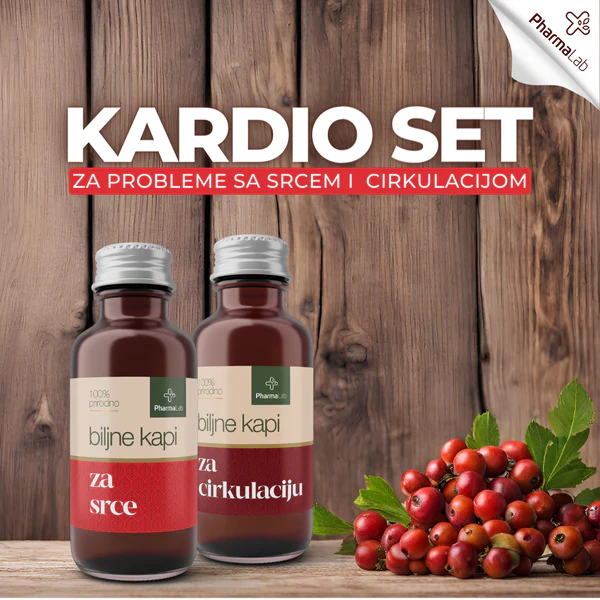 PharmaLab
KARDIO SET
ZA PROBLEME SA SRCEM I CIRKULACIJOM
100%
prirodno
PharmaLab
biljne kapi
za
srce
100%
prirodno
PharmaLab
biljne kapi
za
cirkulaciju